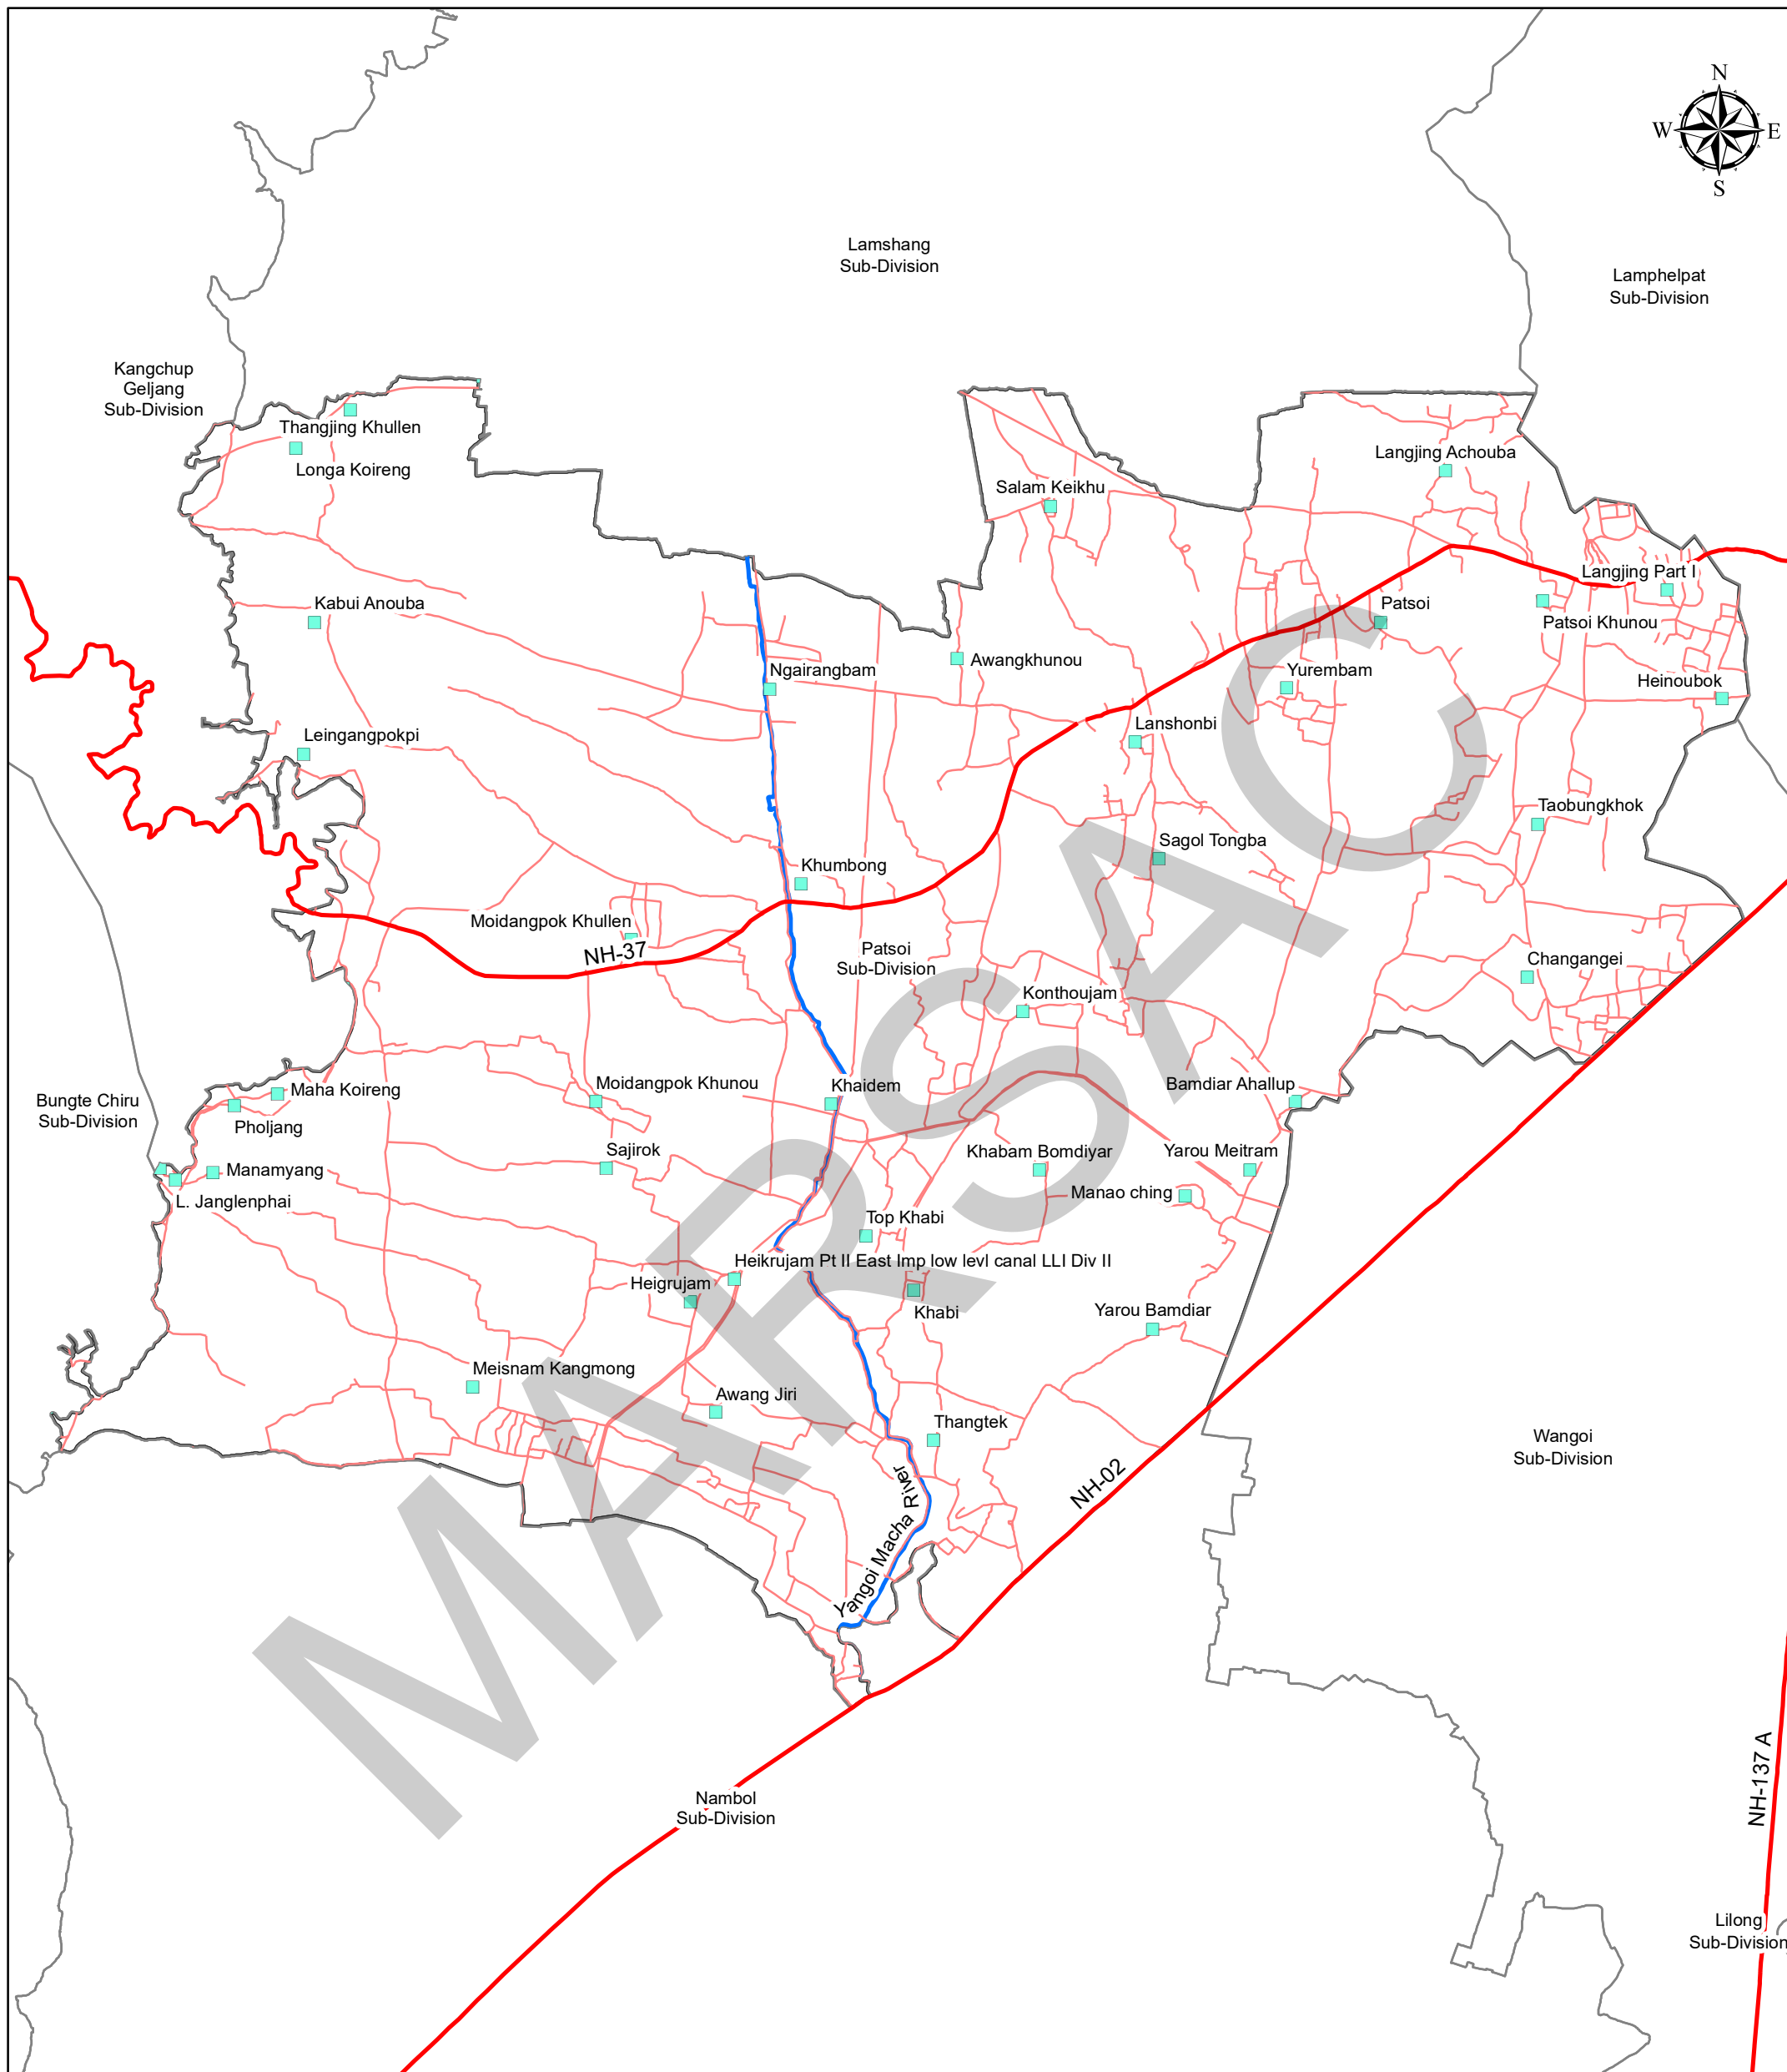 N
W E
S
Lamshang
Sub-Division
Lamphelpat
Sub-Division
Kangchup
Geljang
Sub-Division
Thangjing Khullen
Longa Koireng
Langjing Achouba
Salam Keikhu
Langjing Part I
Kabui Anouba
Patsoi
Patsoi Khunou
Awangkhunou
Ngairangbam
Yurembam
Heinoubok
Lanshonbi
Leingangpokpi
Taobungkhok
Sagol Tongba
Khumbong
Moidangpok Khullen
NH-37
Patsoi
Sub-Division
Changangei
Konthoujam
Moidangpok Khunou
Khaidem
Bamdiar Ahallup
Maha Koireng
Bungte Chiru
Sub-Division
Pholjang
Sajirok
Khabam Bomdiyar
Yarou Meitram
Manamyang
Manao ching
L. Janglenphai
Top Khabi
Heikrujam Pt II East Imp low levl canal LLI Div II
Heigrujam
Khabi
Yarou Bamdiar
Meisnam Kangmong
Awang Jiri
Thangtek
Wangoi
Sub-Division
NH-02
Yangoi Macha River
MARSAC
NH-137 A
Nambol
Sub-Division
Lilong
Sub-Division